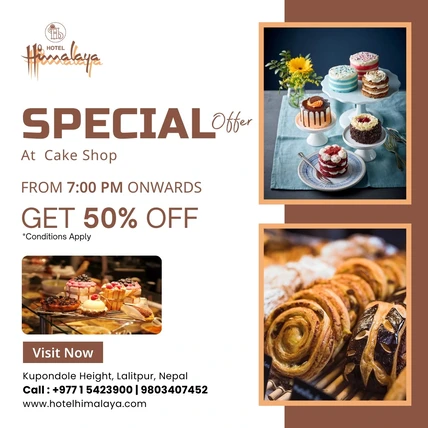 HOTEL
Himalaya
SPECIAL Offer
At Cake Shop
FROM 7:00 PM ONWARDS
GET 50% OFF
*Conditions Apply
Visit Now
Kupondole Height, Lalitpur, Nepal
Call : +977 1 5423900 | 9803407452
www.hotelhimalaya.com